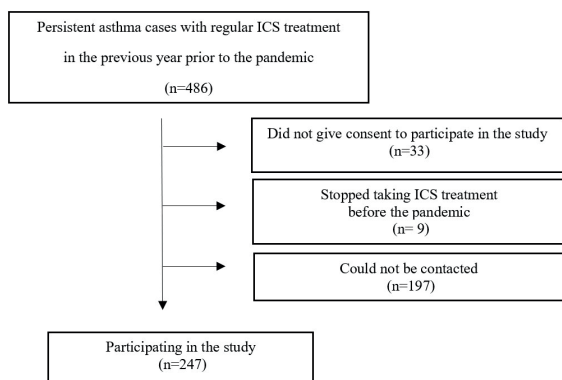 Persistent asthma cases with regular ICS treatment
in the previous year prior to the pandemic
(n=486)
Did not give consent to participate in the study
(n=33)
Stopped taking ICS treatment
before the pandemic
(n= 9)
Could not be contacted
(n=197)
Participating in the study
(n=247)